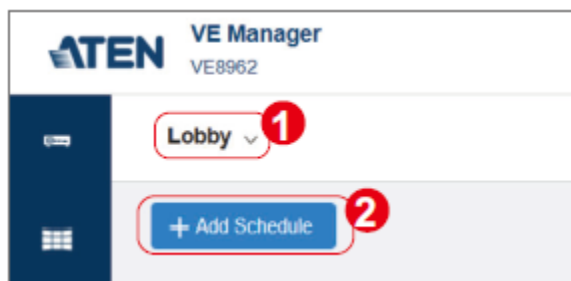 ATEN
VE Manager
VE8962
Lobby
1
+ Add Schedule
2